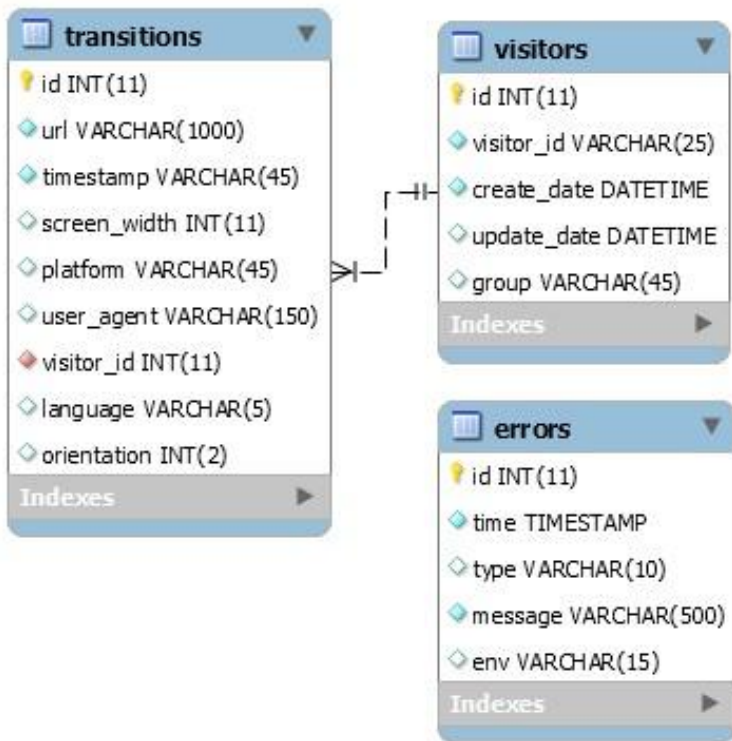 transitions
id INT(11)
url VARCHAR(1000)
timestamp VARCHAR(45)
screen_width INT(11)
platform VARCHAR(45)
user_agent VARCHAR(150)
visitor_id INT(11)
language VARCHAR(5)
orientation INT(2)
Indexes
visitors
id INT(11)
visitor_id VARCHAR(25)
create_date DATETIME
update_date DATETIME
group VARCHAR(45)
Indexes
errors
id INT(11)
time TIMESTAMP
type VARCHAR(10)
message VARCHAR(500)
env VARCHAR(15)
Indexes